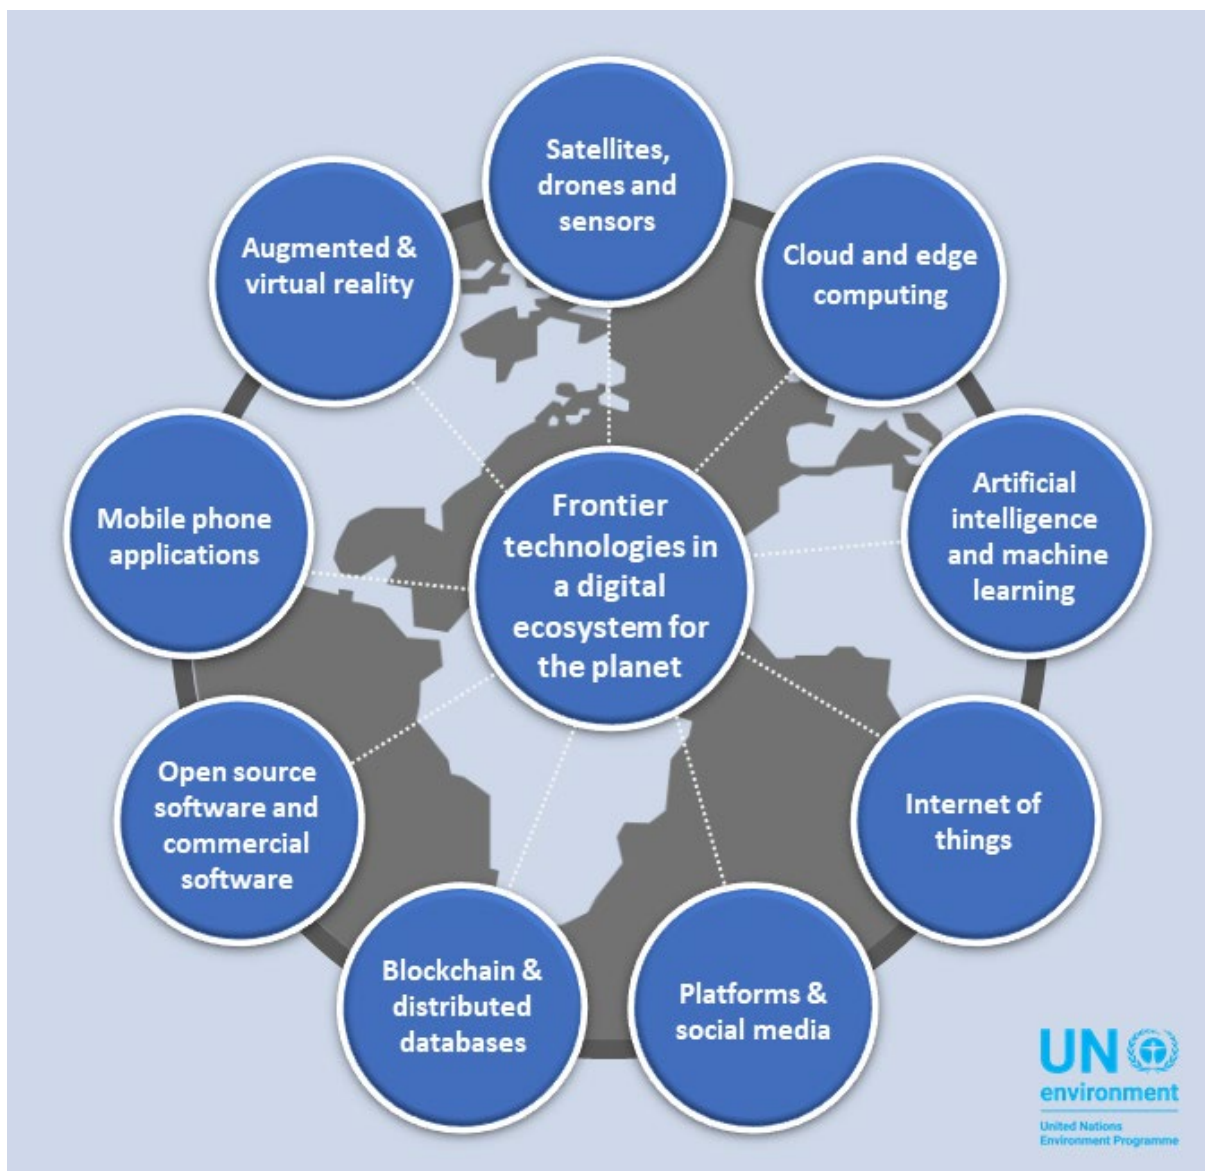 Satellites,
drones and
sensors
Cloud and edge
computing
Artificial
intelligence
and machine
learning
Internet of
things
Platforms &
social media
Blockchain &
distributed
databases
Open source
software and
commercial
software
Mobile phone
applications
Augmented &
virtual reality
Frontier
technologies in
a digital
ecosystem for
the planet
UN
environment
United Nations
Environment Programme